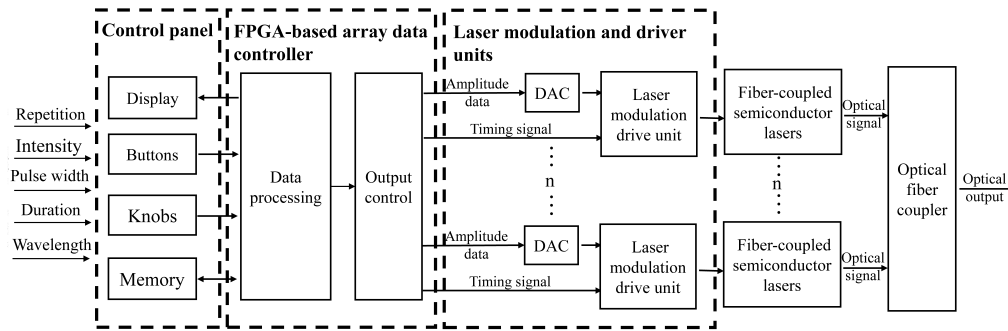 Control panel
FPGA-based array data
controller
Laser modulation and driver
units
Repetition
Intensity
Pulse width
Duration
Wavelength
Display
Buttons
Knobs
Memory
Data
processing
Output
control
Amplitude
data
DAC
Timing signal
Laser
modulation
drive unit
Fiber-coupled
semiconductor
lasers
Optical
signal
n
n
Amplitude
data
DAC
Timing signal
Laser
modulation
drive unit
Fiber-coupled
semiconductor
lasers
Optical
signal
Optical
fiber
coupler
Optical
output